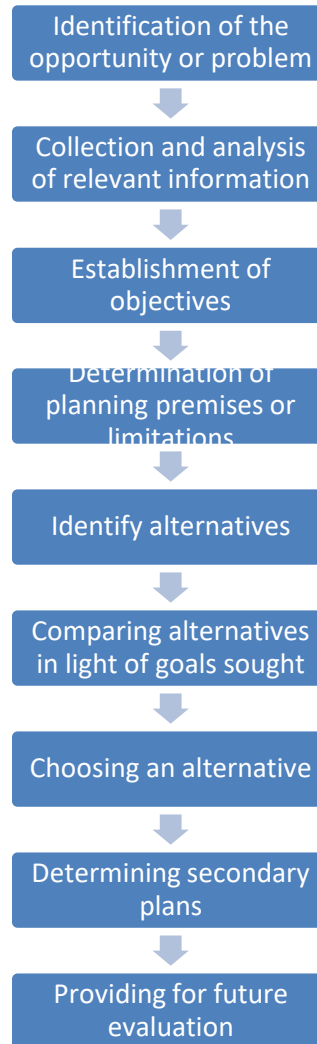 Identification of the
opportunity or problem
Collection and analysis
of relevant information
Establishment of
objectives
Determination of
planning premises or
limitations
Identify alternatives
Comparing alternatives
in light of goals sought
Choosing an alternative
Determining secondary
plans
Providing for future
evaluation